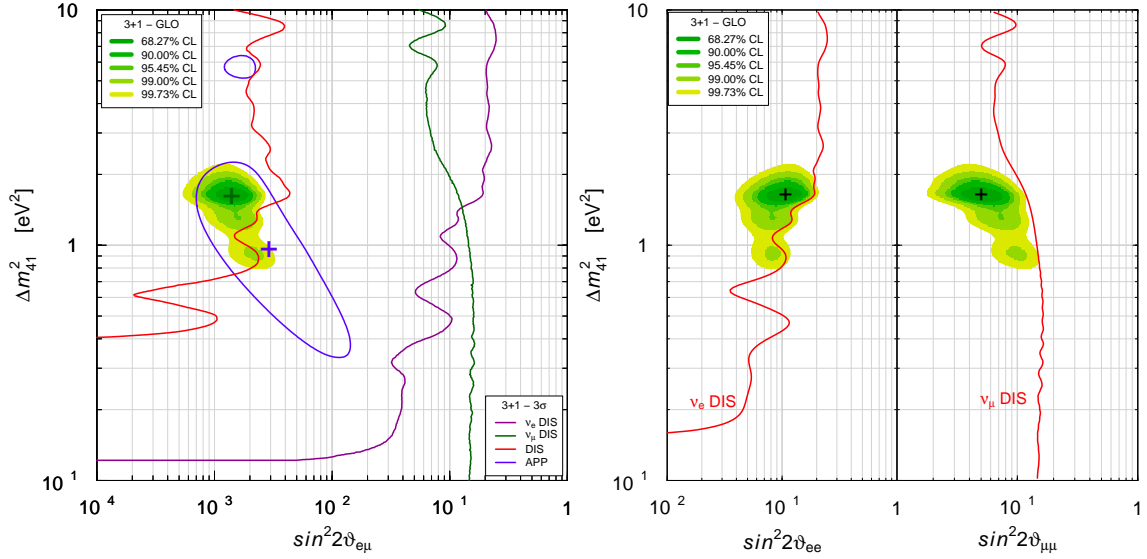 3+1 − GLO
68.27% CL
90.00% CL
95.45% CL
99.00% CL
99.73% CL
Δm²₄₁ [eV²]
10
1
10 1
3+1 − 3σ
νe DIS
νμ DIS
DIS
APP
10 4
10 3
10 2
10 1
1
sin²2ϑeμ
3+1 − GLO
68.27% CL
90.00% CL
95.45% CL
99.00% CL
99.73% CL
Δm²₄₁ [eV²]
10
1
10 1
νe DIS
νμ DIS
10 2
10 1
1
10 1
1
sin²2ϑee
sin²2ϑμμ